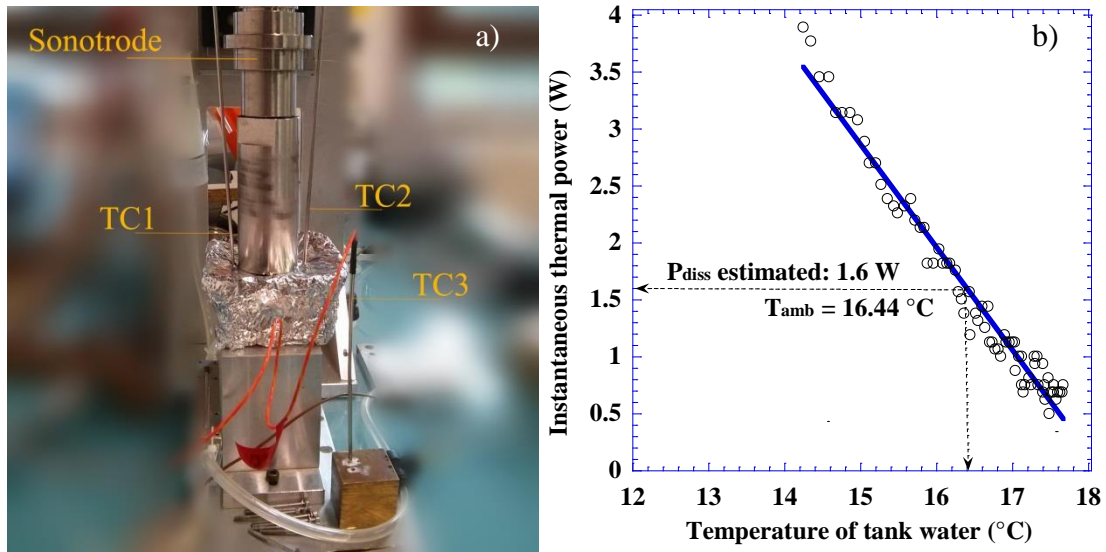 a)
Sonotrode
TC1
TC2
TC3
b)
Instantaneous thermal power (W)
4
3.5
3
2.5
2
1.5
1
0.5
0
Pdiss estimated: 1.6 W
Tamb = 16.44 °C
12 13 14 15 16 17 18
Temperature of tank water (°C)